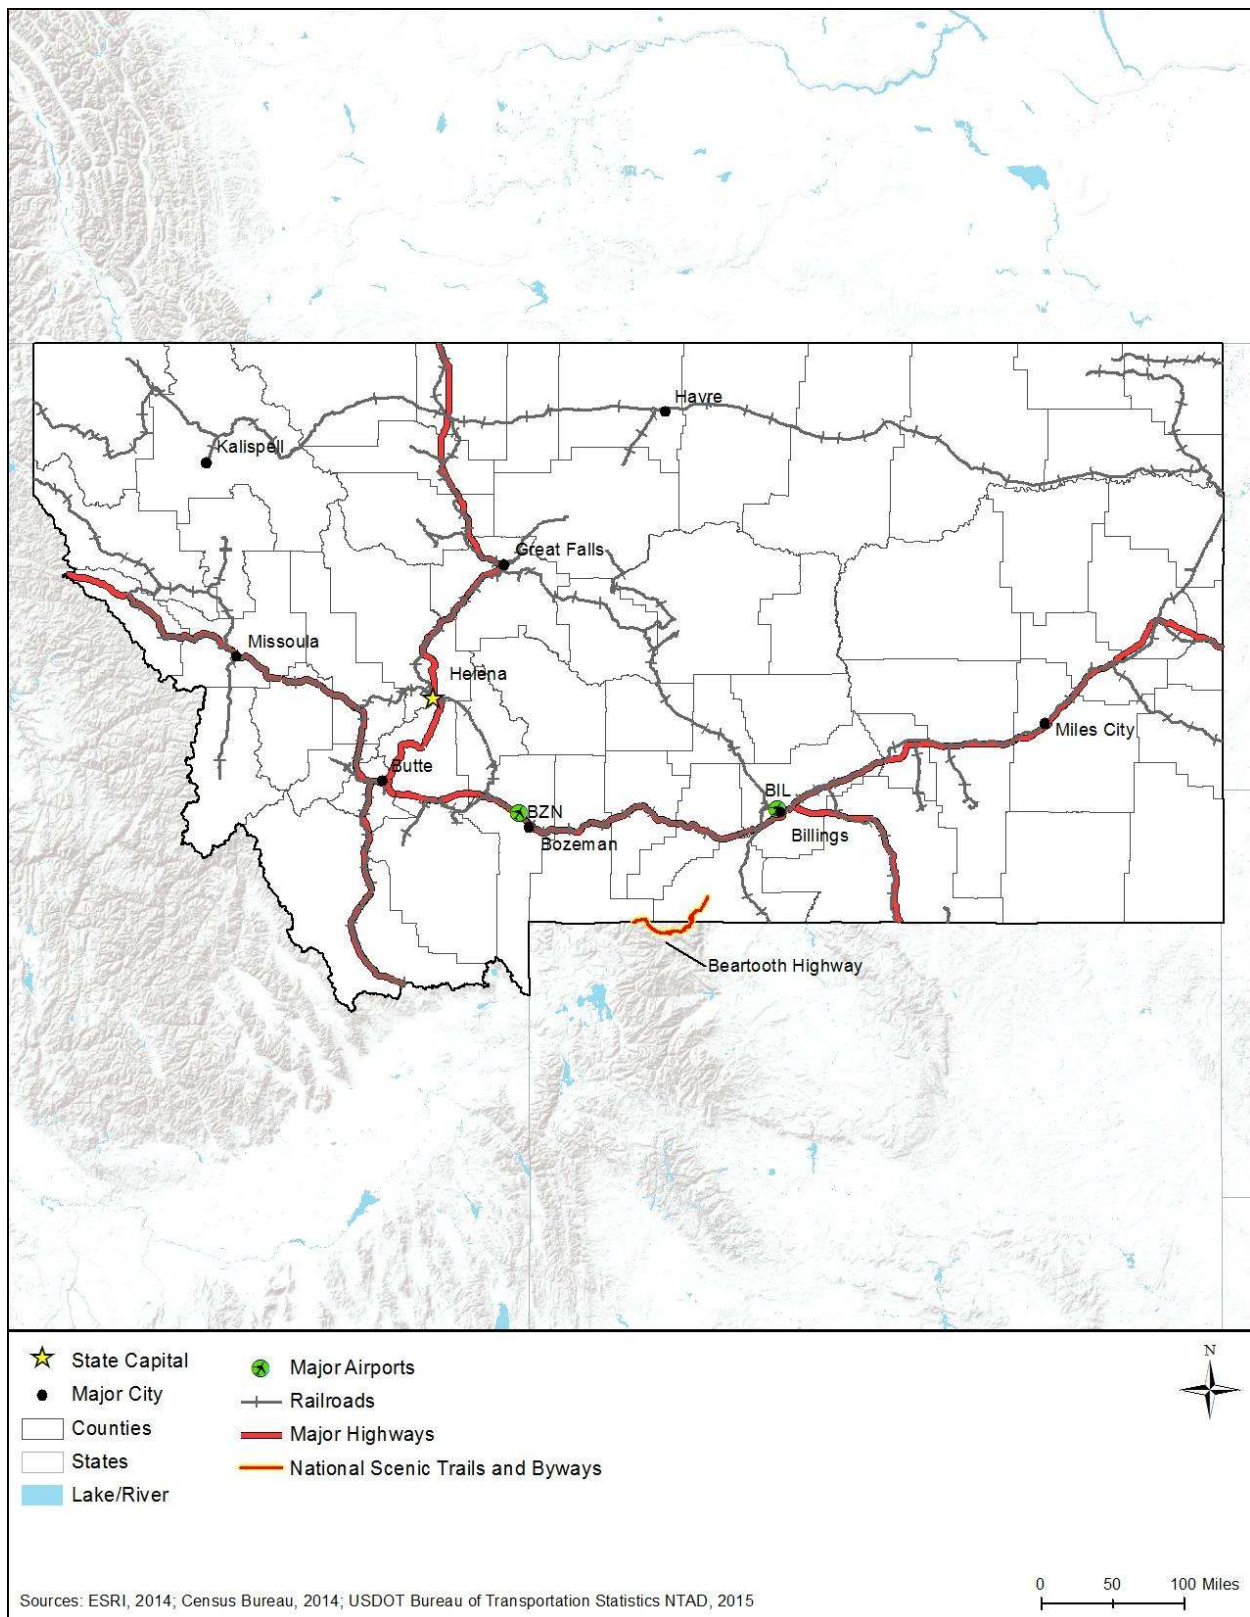 Havre
Kalispell
Great Falls
Missoula
Helena
Miles City
Butte
BIL
BZN
Billings
Bozeman
Beartooth Highway
State Capital
Major City
Counties
States
Lake/River
Major Airports
Railroads
Major Highways
National Scenic Trails and Byways
N
0 50 100 Miles
Sources: ESRI, 2014; Census Bureau, 2014; USDOT Bureau of Transportation Statistics NTAD, 2015